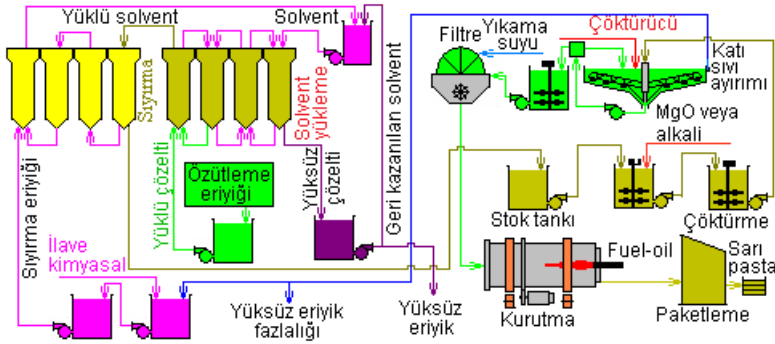 Yüklü solvent
Solvent
Sıyırma
Solvent
yükleme
Geri kazanılan solvent
Filtre
Yıkama
suyu
Çöktürücü
Katı
sıvı
ayırımı
MgO veya
alkali
Sıyırma eriyiği
Yüklü çözelti
Özütleme
eriyiği
Yüksüz
çözelti
Stok tankı
Çöktürme
İlave
kimyasal
Yüksüz eriyik
fazlalığı
Yüksüz
eriyik
Fuel-oil
Kurutma
Sarı
pasta
Paketleme